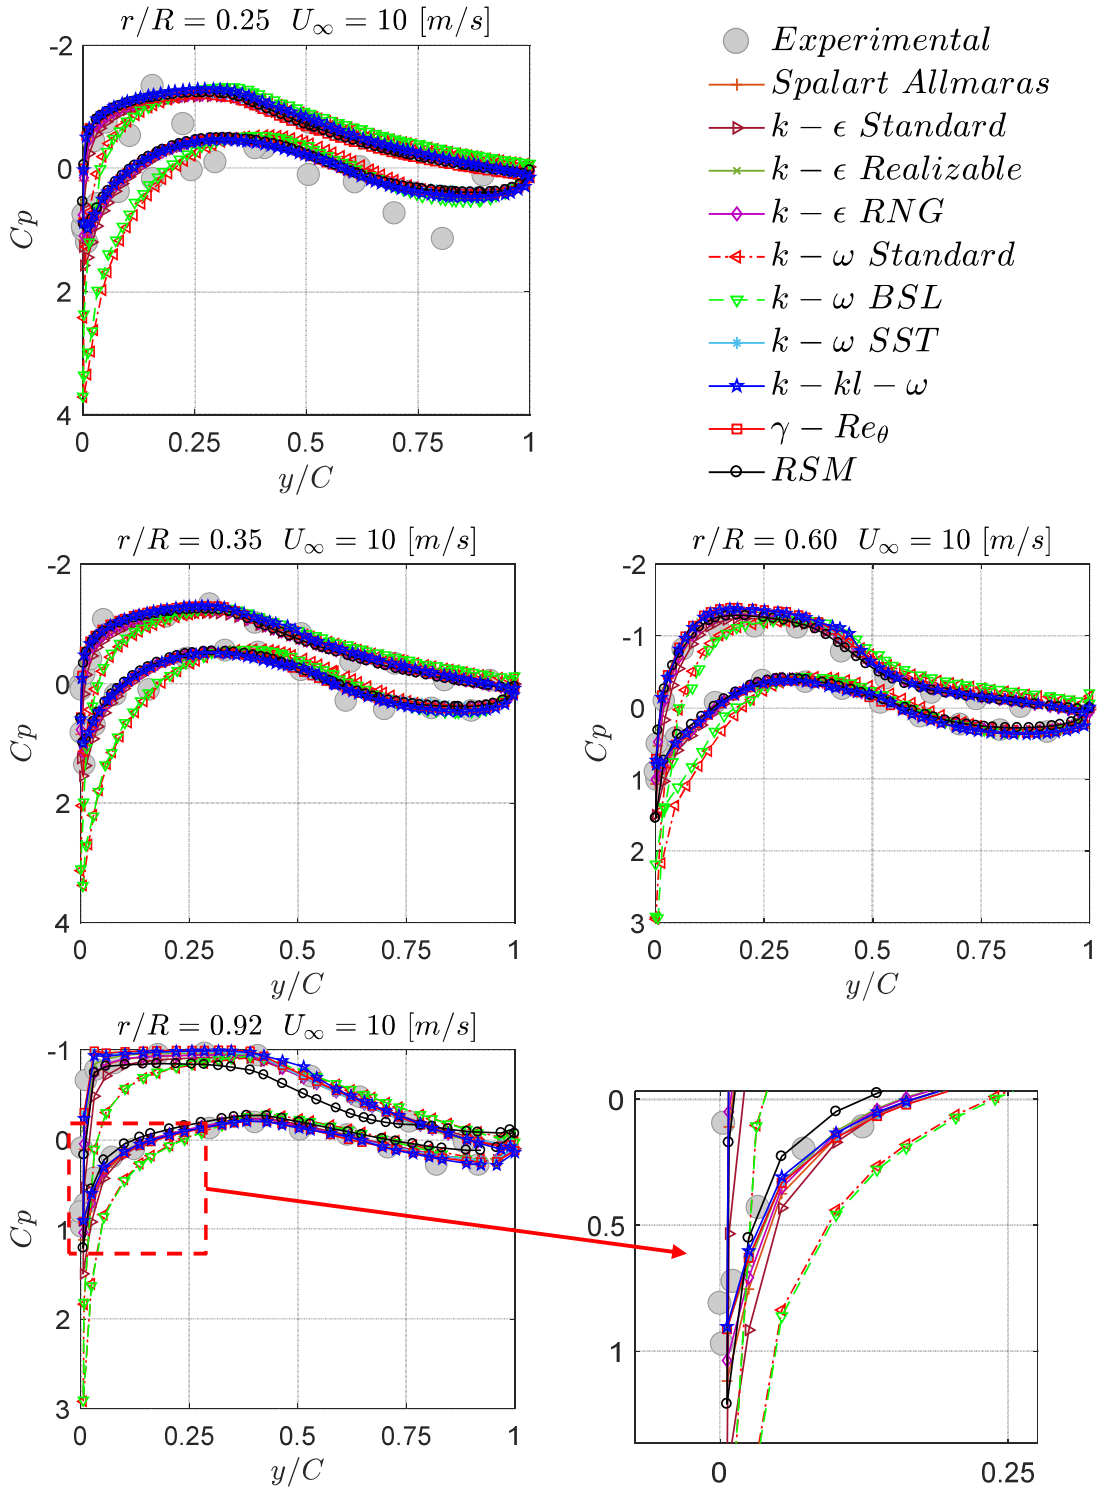 r/R = 0.25 U∞ = 10 [m/s]
-2
0
2
4
Cp
0 0.25 0.5 0.75 1
y/C
Experimental
Spalart Allmaras
k − ϵ Standard
k − ϵ Realizable
k − ϵ RNG
k − ω Standard
k − ω BSL
k − ω SST
k − kl − ω
γ − Reθ
RSM
r/R = 0.35 U∞ = 10 [m/s]
-2
0
2
4
Cp
0 0.25 0.5 0.75 1
y/C
r/R = 0.60 U∞ = 10 [m/s]
-2
-1
0
1
2
3
Cp
0 0.25 0.5 0.75 1
y/C
r/R = 0.92 U∞ = 10 [m/s]
-1
0
1
2
3
Cp
0 0.25 0.5 0.75 1
y/C
0
0.5
1
0 0.25